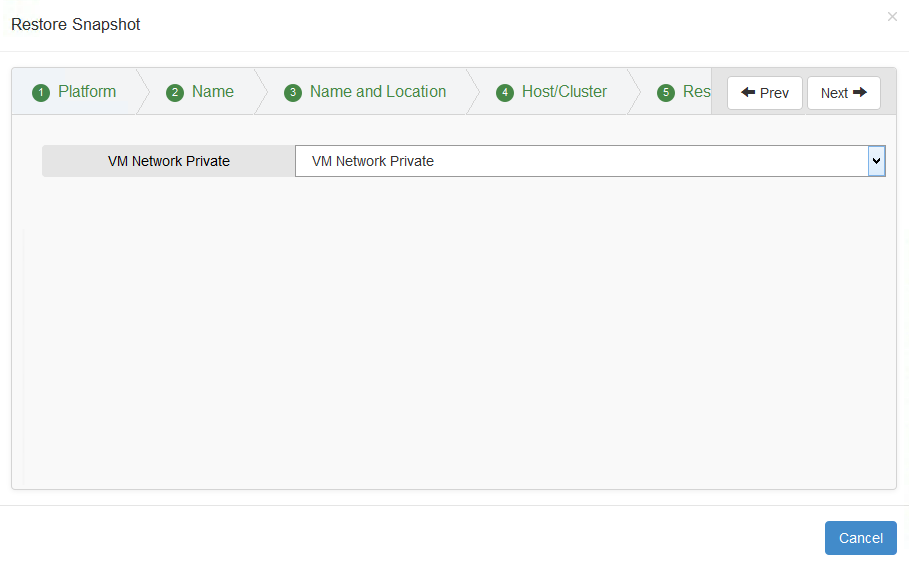 Restore Snapshot
×
1 Platform 2 Name 3 Name and Location 4 Host/Cluster 5 Res Prev Next
VM Network Private VM Network Private
Cancel